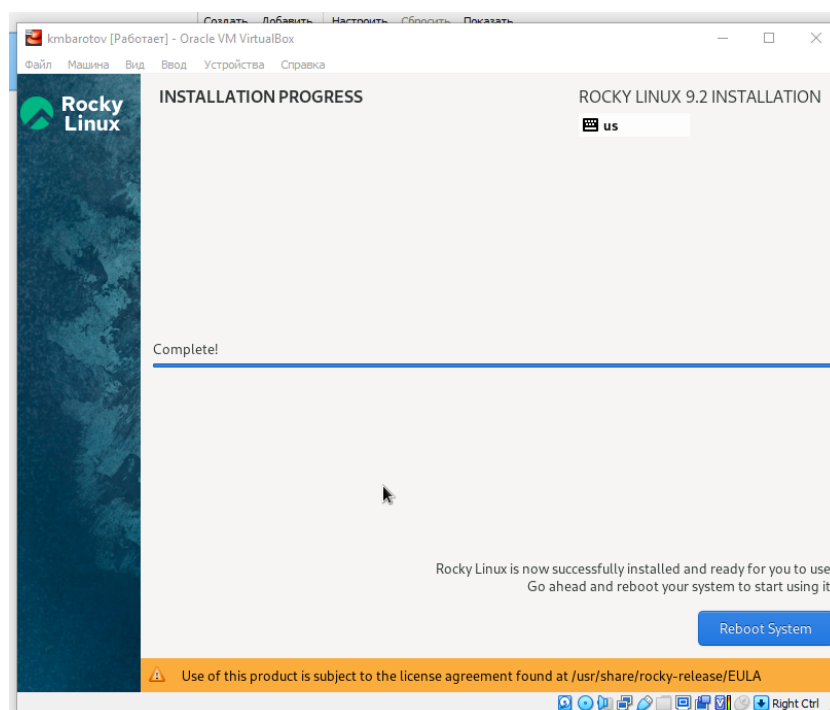 Создать Добавить Настроить Сбросить Показать
kmbarotov [Работает] - Oracle VM VirtualBox
Файл Машина Вид Ввод Устройства Справка
Rocky
Linux
INSTALLATION PROGRESS
ROCKY LINUX 9.2 INSTALLATION
us
Complete!
Rocky Linux is now successfully installed and ready for you to use
Go ahead and reboot your system to start using it
Reboot System
Use of this product is subject to the license agreement found at /usr/share/rocky-release/EULA
Right Ctrl